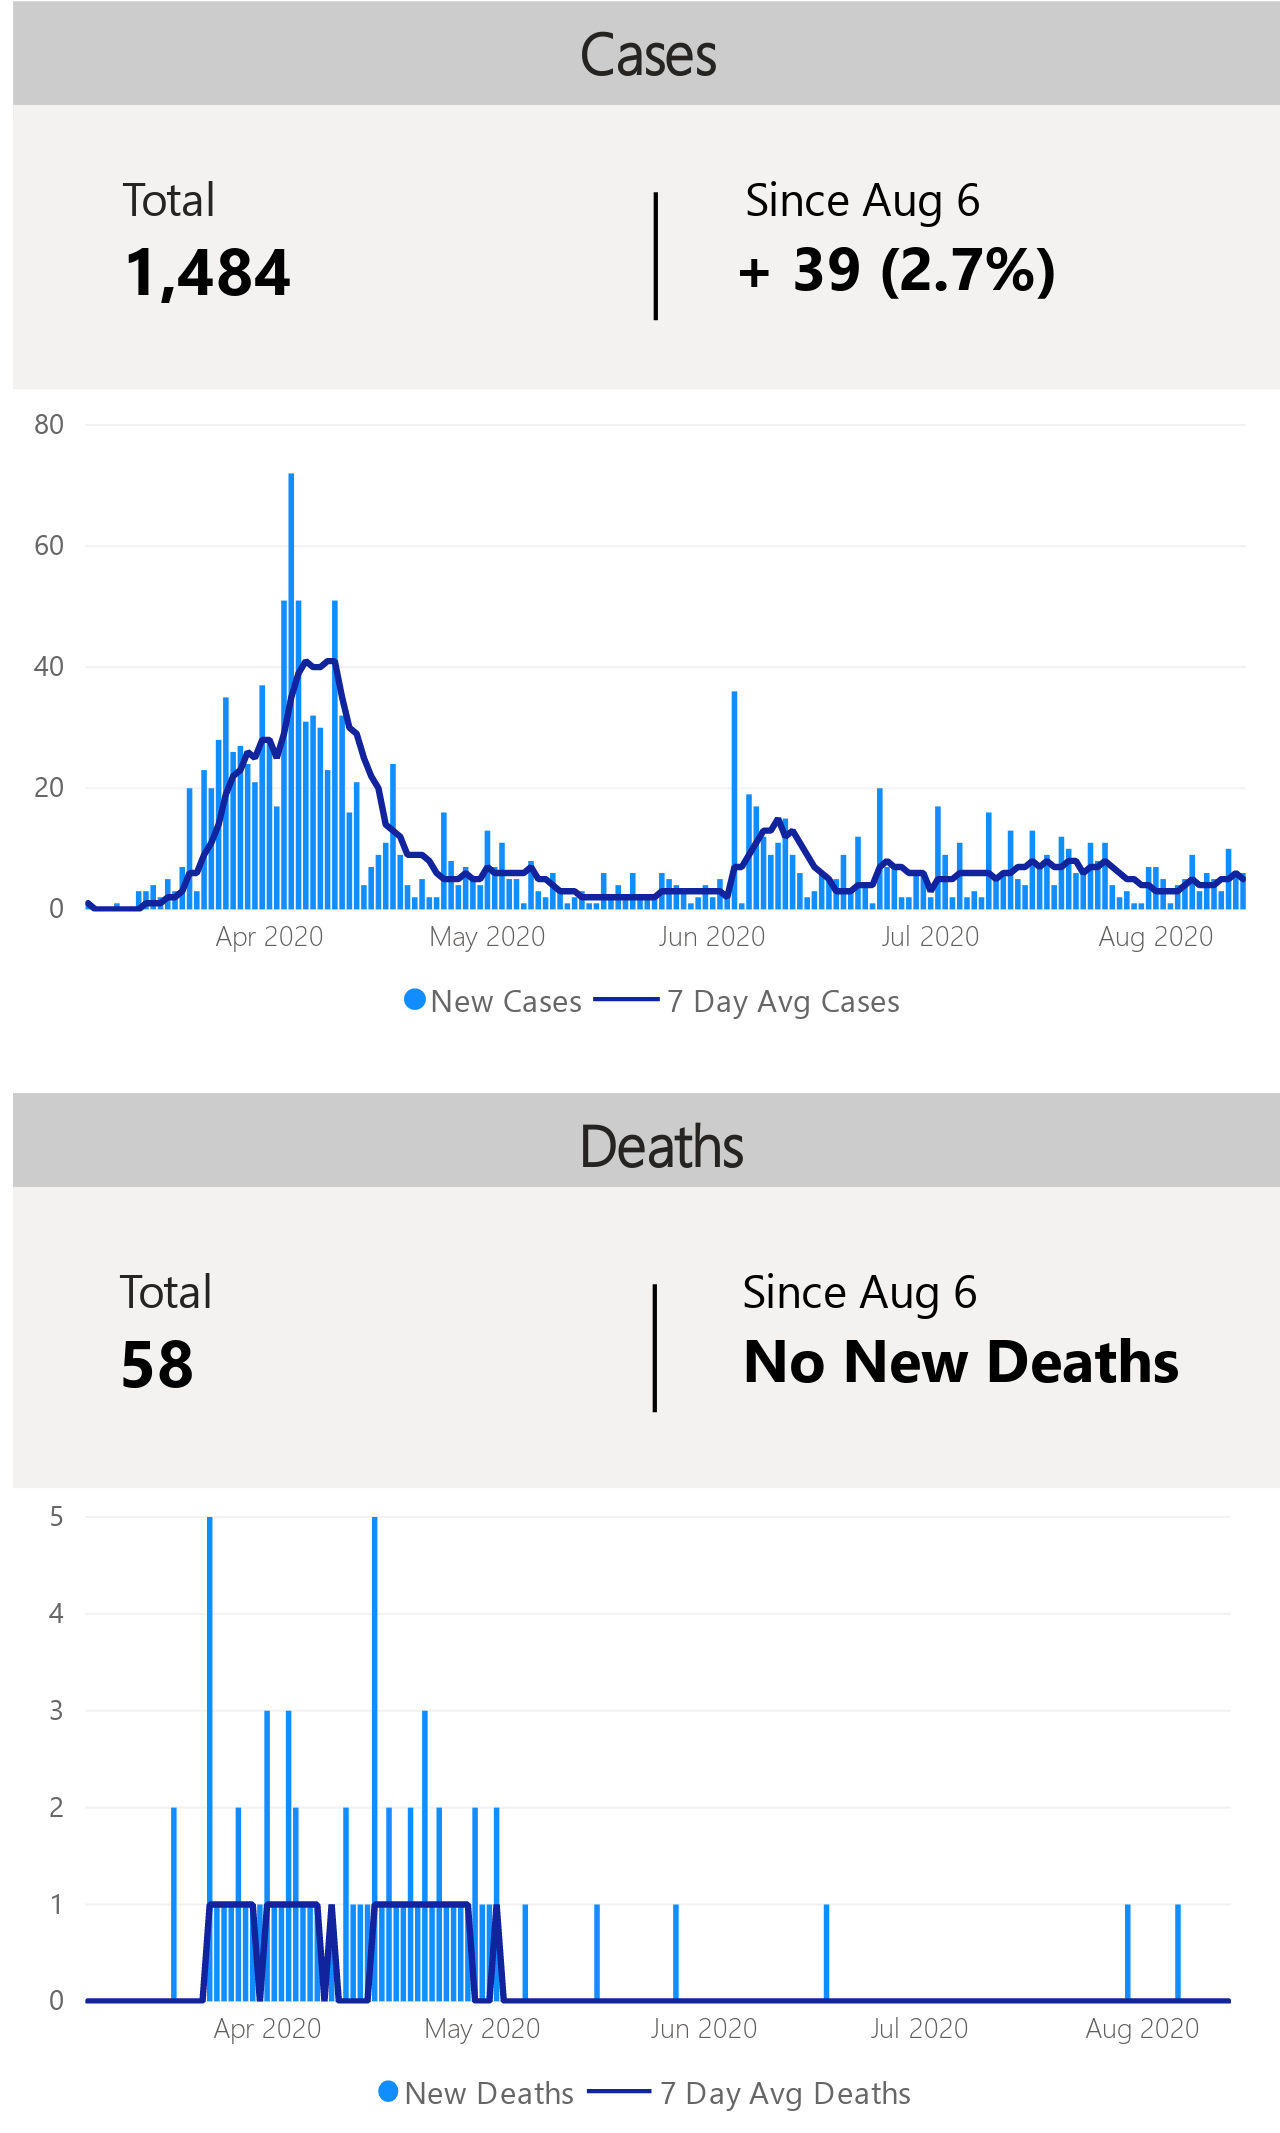 Cases
Total
Since Aug 6
1,484
+ 39 (2.7%)
80
60
40
20
0
Apr 2020
May 2020
Jun 2020
Jul 2020
Aug 2020
New Cases
7 Day Avg Cases
Deaths
Total
Since Aug 6
58
No New Deaths
5
4
3
2
1
0
Apr 2020
May 2020
Jun 2020
Jul 2020
Aug 2020
New Deaths
7 Day Avg Deaths